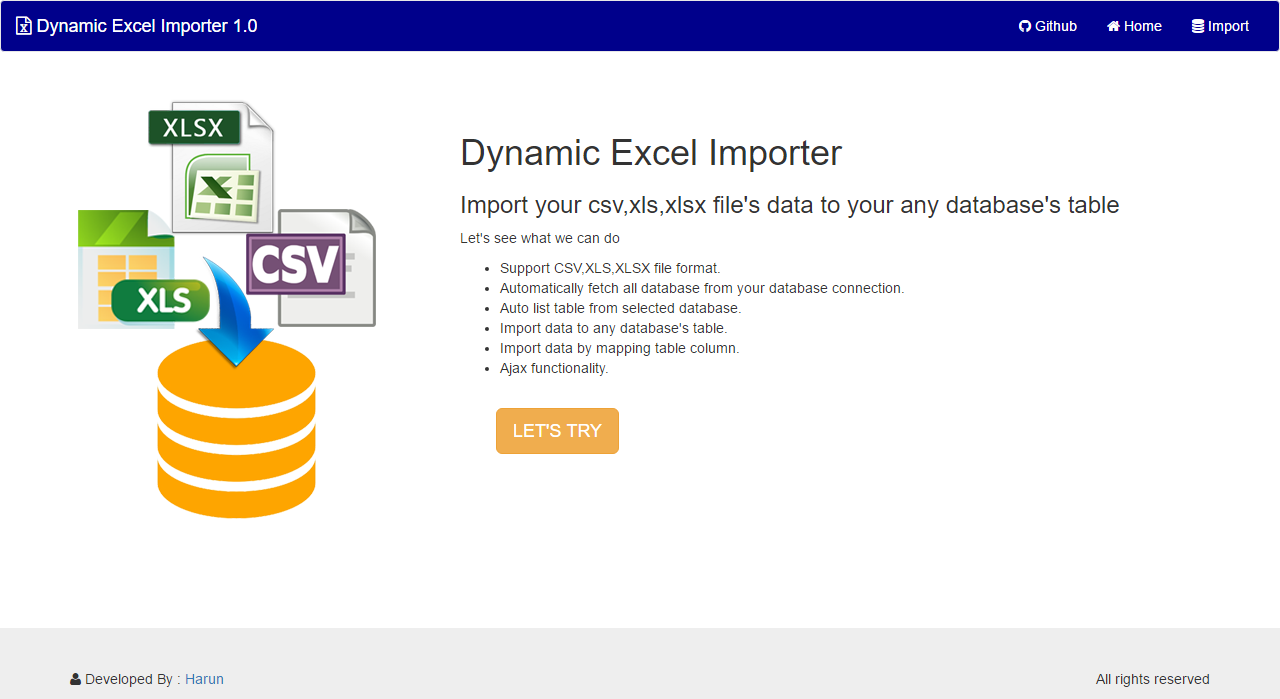 Dynamic Excel Importer 1.0
Github Home Import
XLSX
XLS
CSV
Dynamic Excel Importer
Import your csv,xls,xlsx file's data to your any database's table
Let's see what we can do
Support CSV,XLS,XLSX file format.
Automatically fetch all database from your database connection.
Auto list table from selected database.
Import data to any database's table.
Import data by mapping table column.
Ajax functionality.
LET'S TRY
Developed By : Harun
All rights reserved